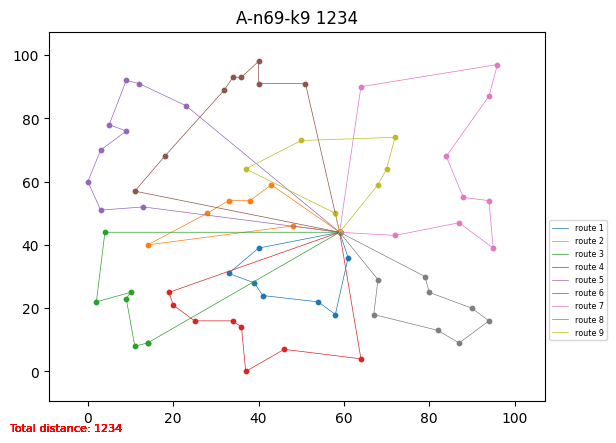 A-n69-k9 1234
100
80
60
40
20
0
0 20 40 60 80 100
route 1
route 2
route 3
route 4
route 5
route 6
route 7
route 8
route 9
Total distance: 1234